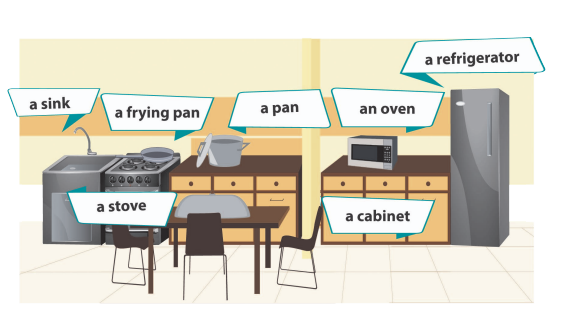 a refrigerator
a sink
a frying pan
a pan
an oven
a stove
a cabinet